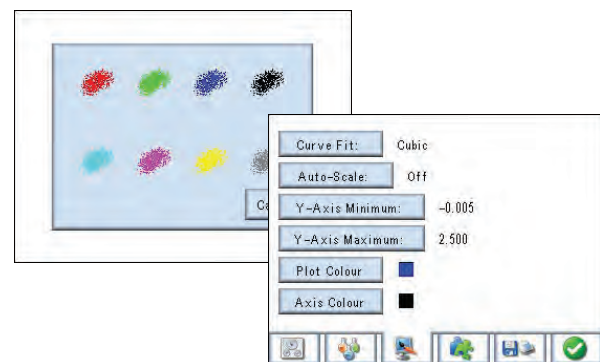 Curve Fit: Cubic
Auto-Scale: Off
Y-Axis Minimum: -0.005
Y-Axis Maximum: 2.500
Plot Colour
Axis Colour